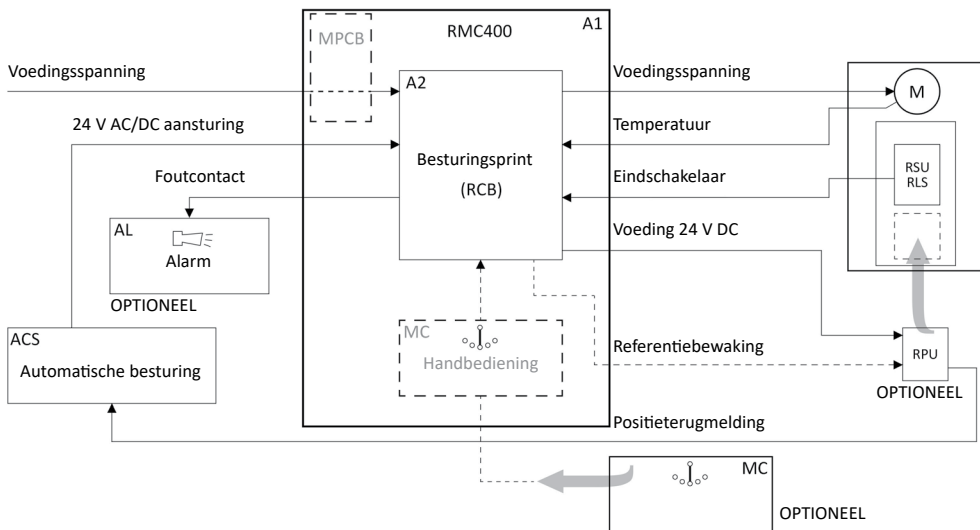 MPCB
RMC400
A1
Voedingsspanning
A2
Voedingsspanning
M
24 V AC/DC aansturing
Temperatuur
Besturingsprint
(RCB)
RSU
RLS
Foutcontact
Eindschakelaar
AL
Alarm
OPTIONEEL
Voeding 24 V DC
ACS
Automatische besturing
MC
Handbediening
Referentiebewaking
RPU
OPTIONEEL
Positieterugmelding
MC
OPTIONEEL